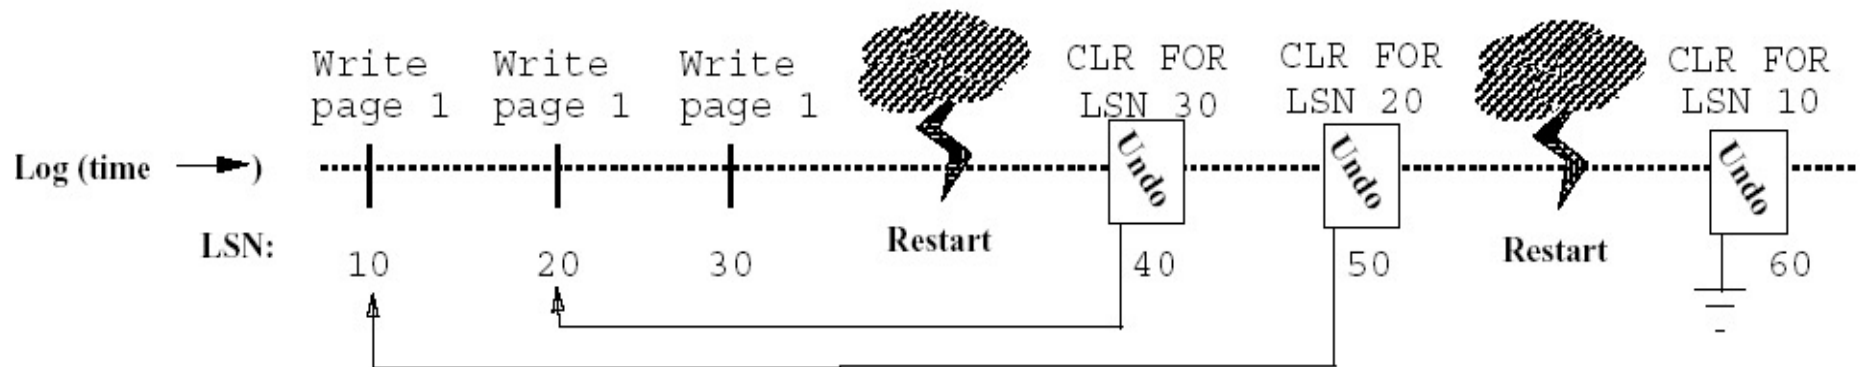 Write page 1
Write page 1
Write page 1
CLR FOR LSN 30
CLR FOR LSN 20
CLR FOR LSN 10
Log (time )
Undo
Undo
Undo
Restart
Restart
LSN:
10
20
30
40
50
60